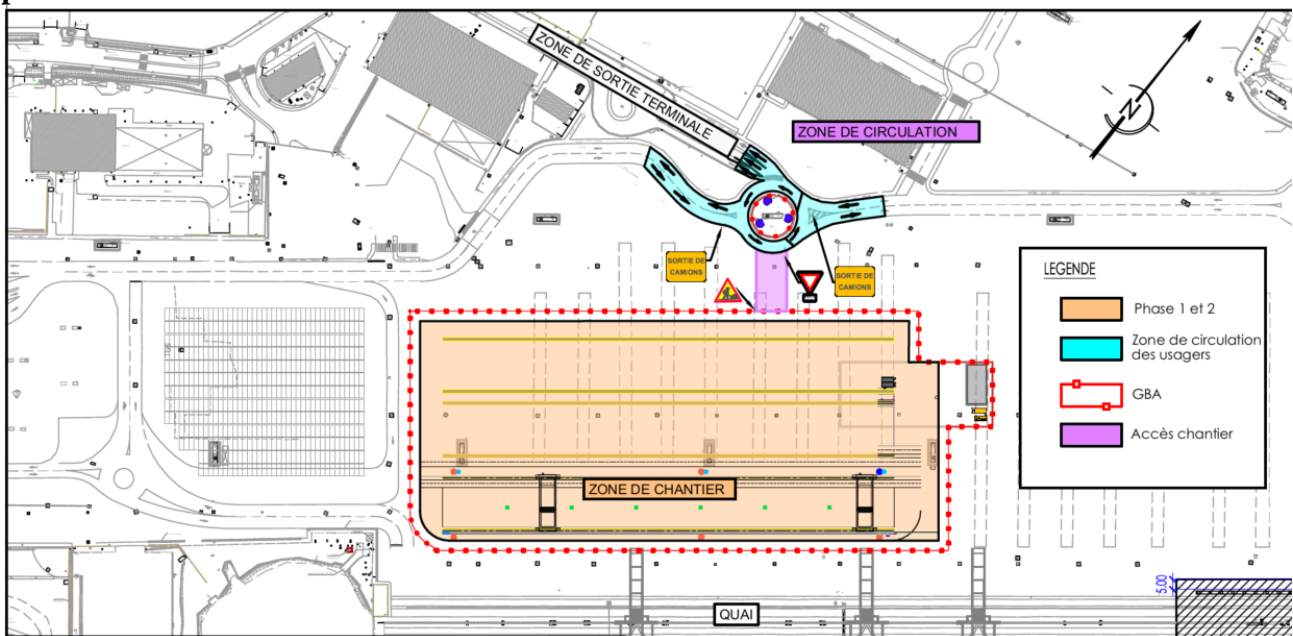 ZONE DE SORTIE TERMINALE
ZONE DE CIRCULATION
N
SORTIE DE
CAMIONS
SORTIE DE
CAMIONS
LEGENDE
Phase 1 et 2
Zone de circulation
des usagers
GBA
Accès chantier
ZONE DE CHANTIER
5.00
QUAI